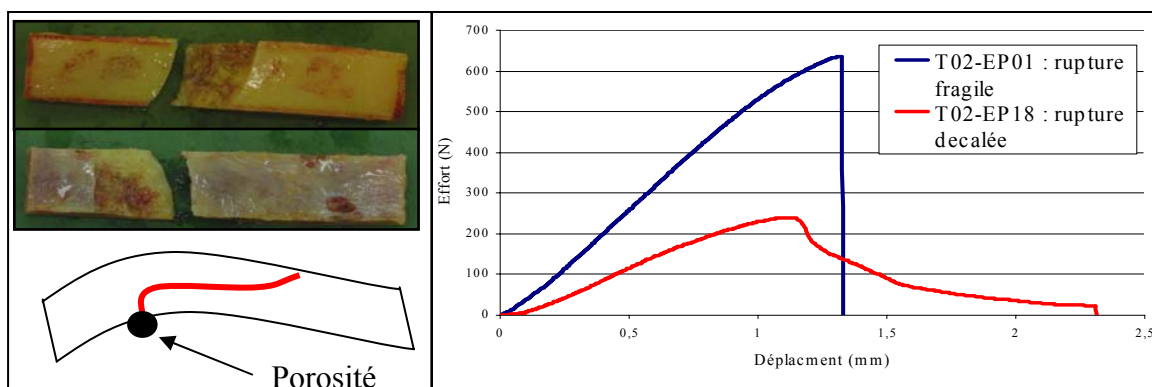 Porosité
700
600
500
400
300
200
100
0
Effort (N)
0
0,5
1
1,5
2
2,5
Déplacment (mm)
T02-EP01 : rupture
fragile
T02-EP18 : rupture
decalée